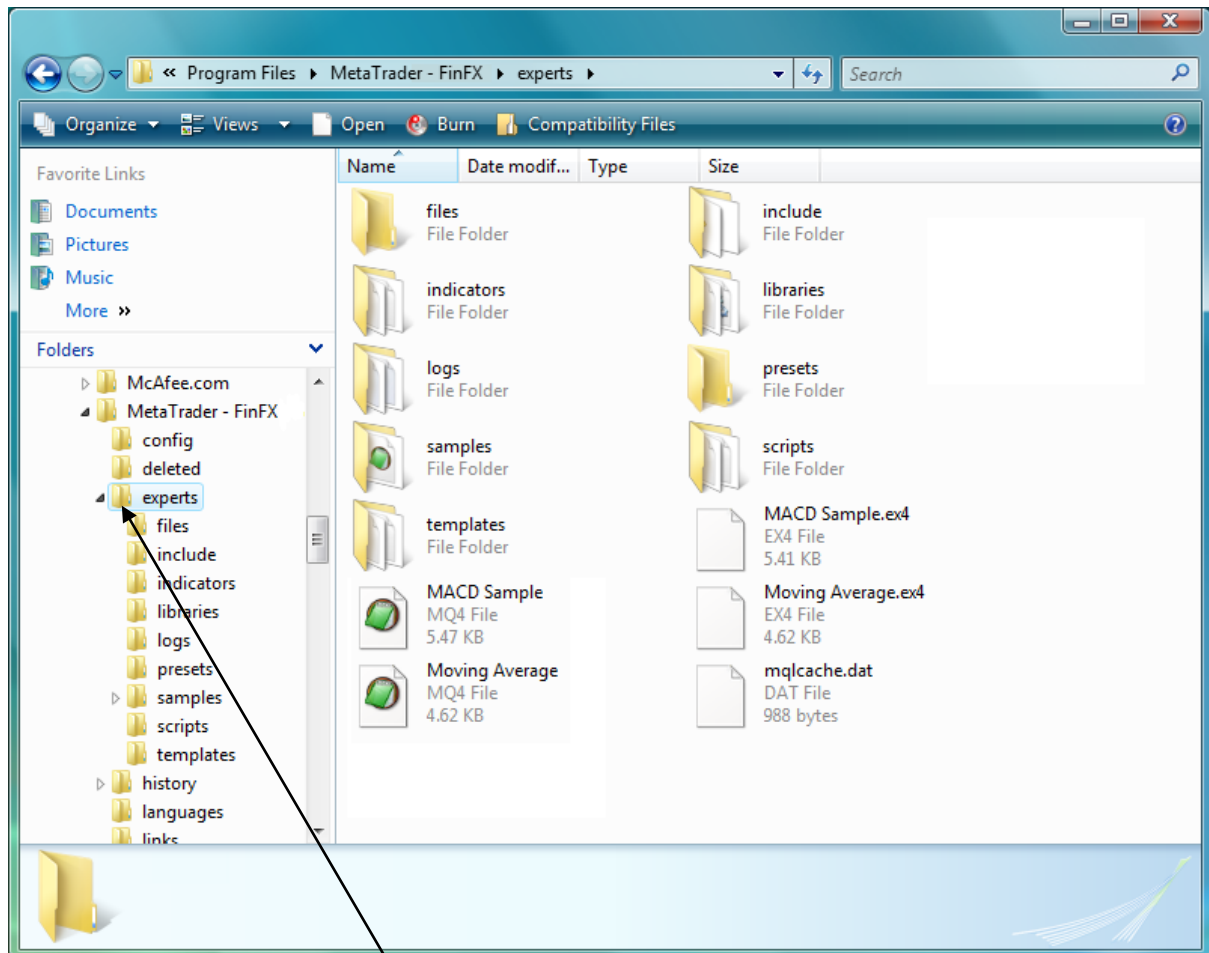 « Program Files ▸ MetaTrader - FinFX ▸ experts ▸
Search
Organize Views Open Burn Compatibility Files
Favorite Links
Documents
Pictures
Music
More »
Folders
McAfee.com
MetaTrader - FinFX
config
deleted
experts
files
include
indicators
libraries
logs
presets
samples
scripts
templates
history
languages
links
Name Date modif... Type Size
files
File Folder
include
File Folder
indicators
File Folder
libraries
File Folder
logs
File Folder
presets
File Folder
samples
File Folder
scripts
File Folder
templates
File Folder
MACD Sample.ex4
EX4 File
5.41 KB
MACD Sample
MQ4 File
5.47 KB
Moving Average.ex4
EX4 File
4.62 KB
Moving Average
MQ4 File
4.62 KB
mqlcache.dat
DAT File
988 bytes